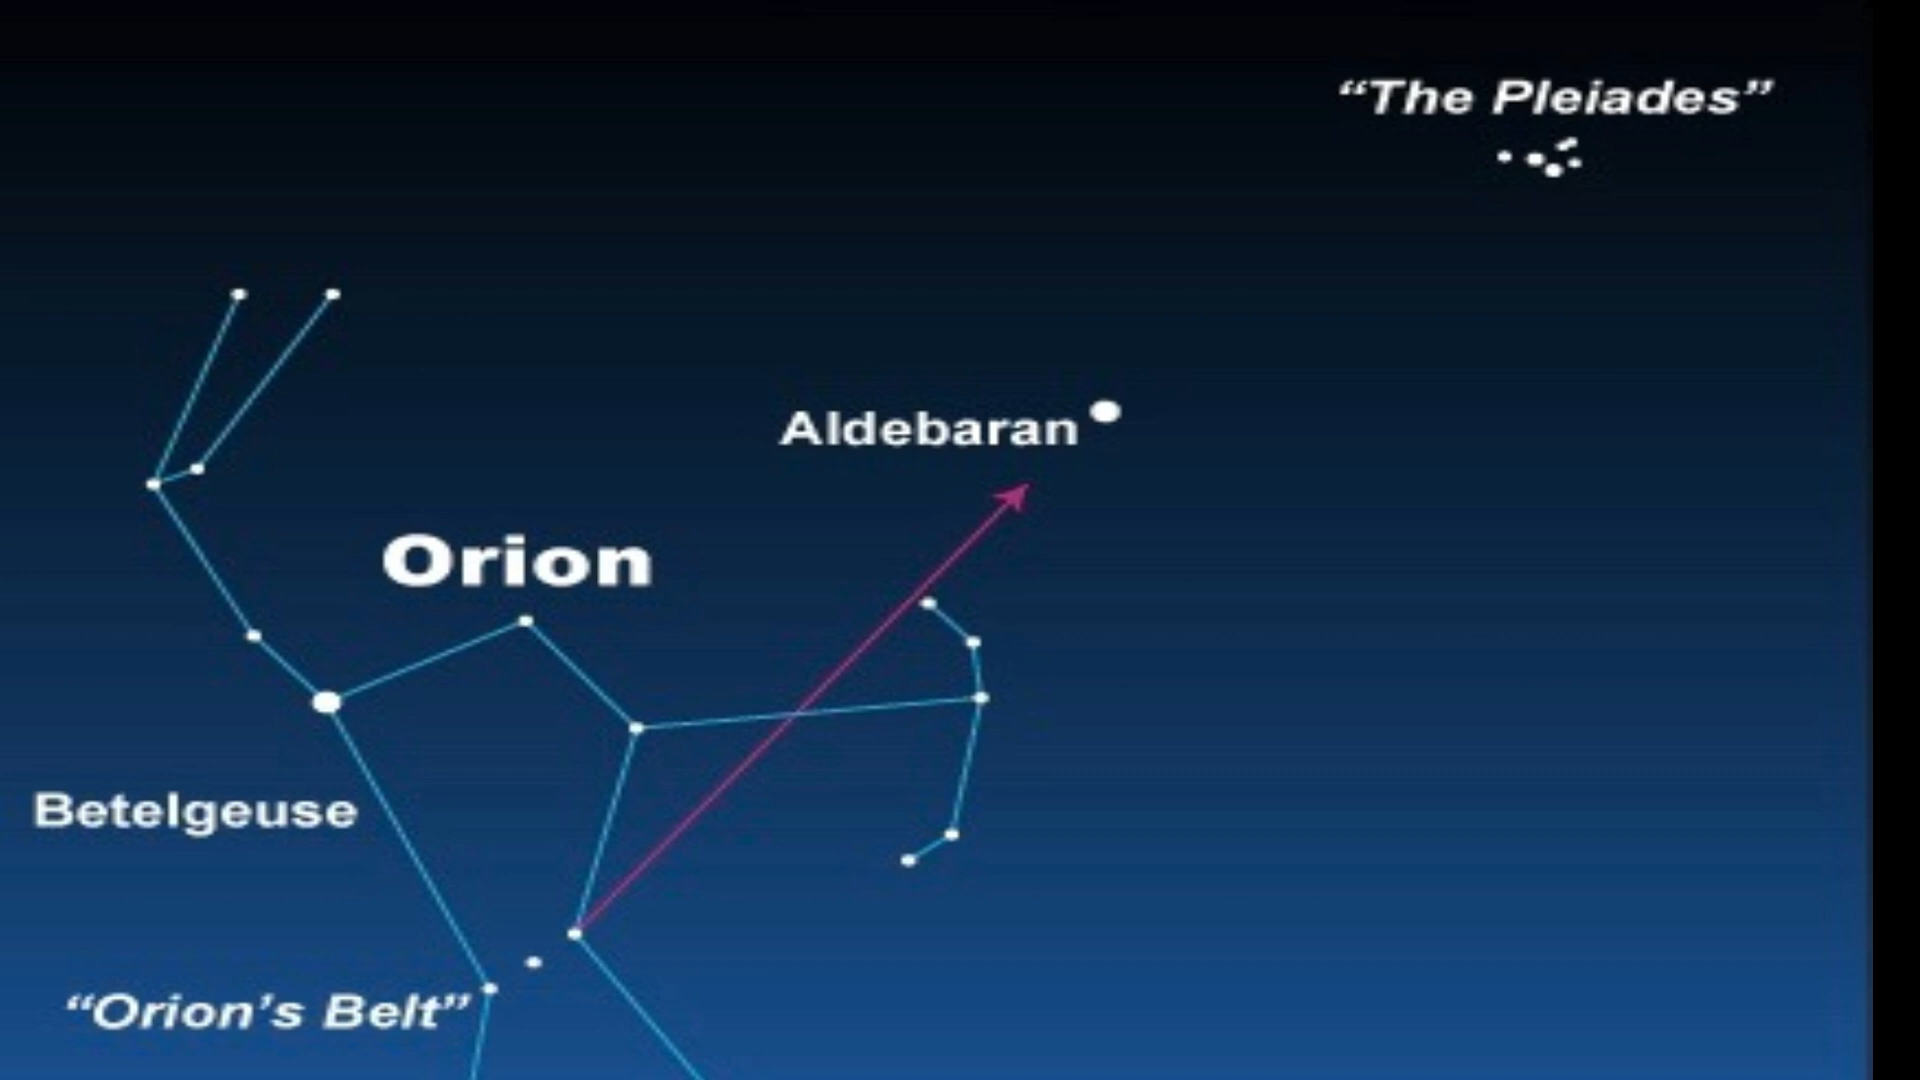 “The Pleiades”
Aldebaran
Orion
Betelgeuse
“Orion’s Belt”